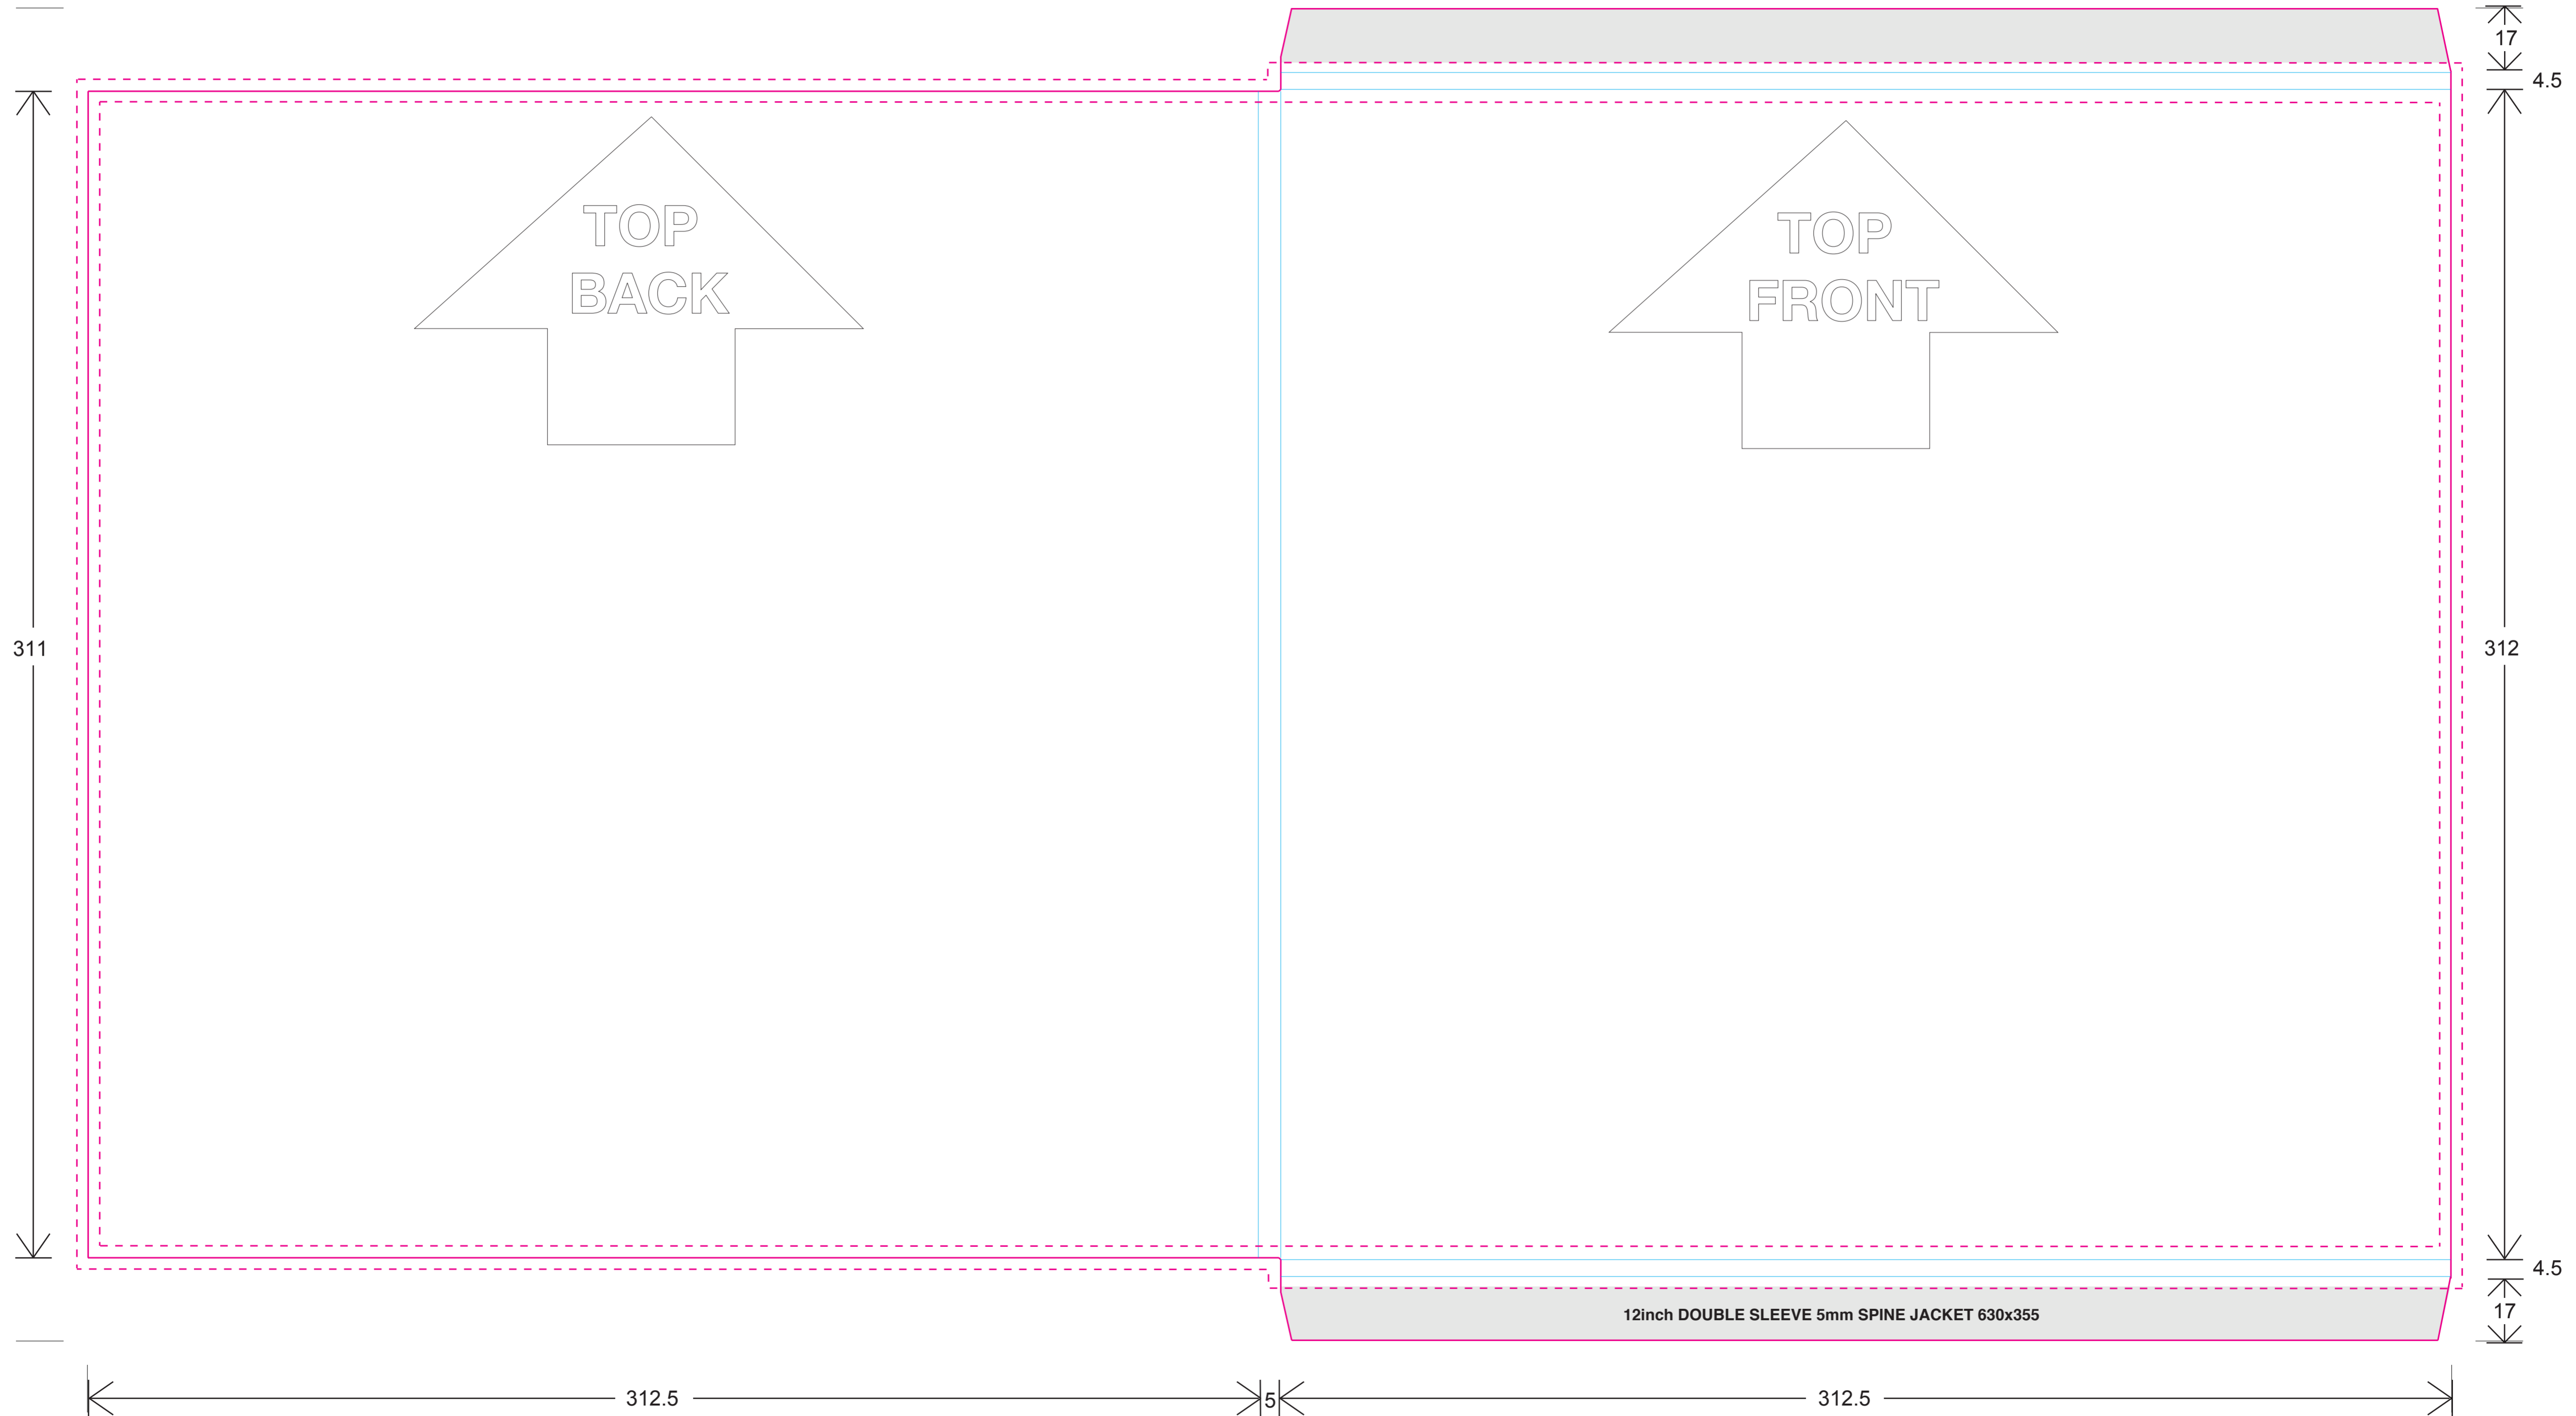 17
4.5
TOP
BACK
TOP
FRONT
311
312
4.5
12inch DOUBLE SLEEVE 5mm SPINE JACKET 630x355
17
312.5
5
312.5